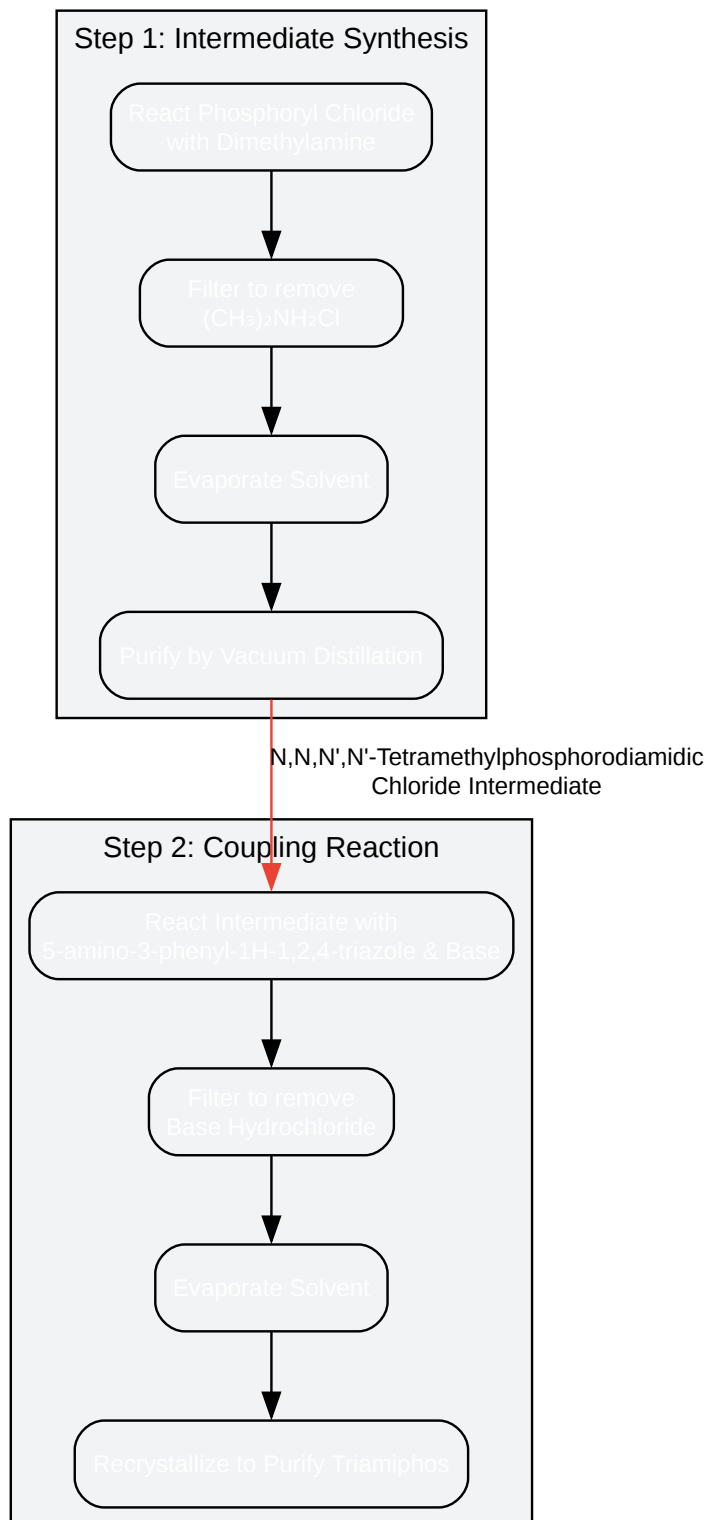 Step 1: Intermediate Synthesis
React Phosphoryl Chloride
with Dimethylamine
Filter to remove
(CH₃)₂NH₂Cl
Evaporate Solvent
Purify by Vacuum Distillation
N,N,N',N'-Tetramethylphosphorodiamidic
Chloride Intermediate
Step 2: Coupling Reaction
React Intermediate with
5-amino-3-phenyl-1H-1,2,4-triazole & Base
Filter to remove
Base Hydrochloride
Evaporate Solvent
Recrystallize to Purify Triamiphos